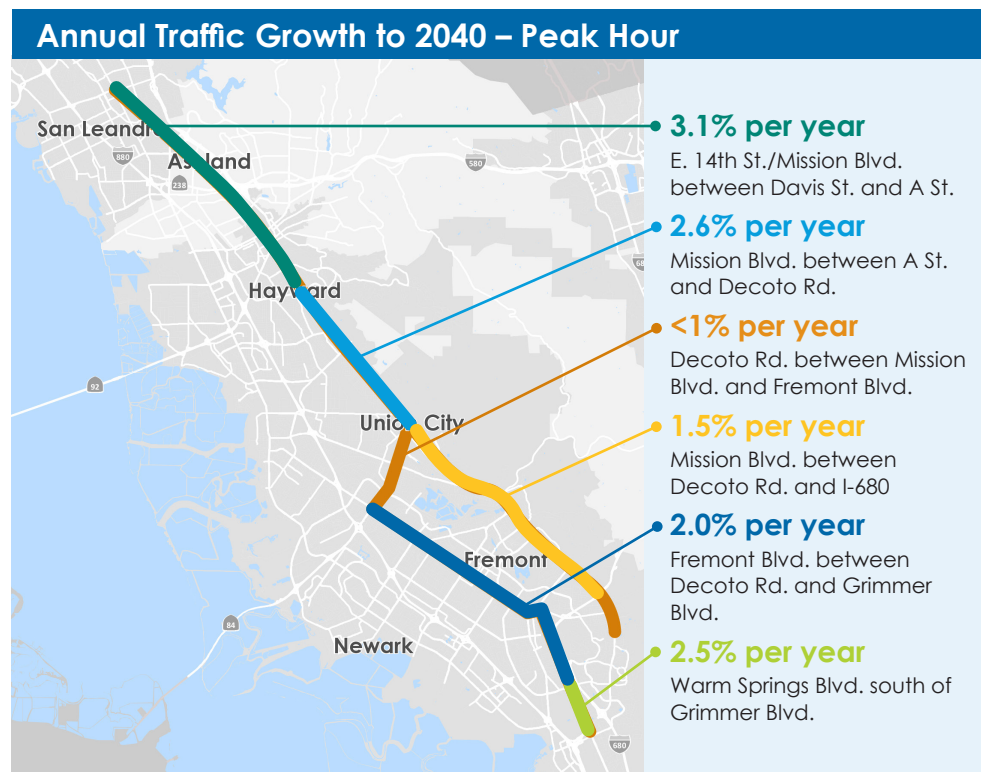 Annual Traffic Growth to 2040 – Peak Hour
San Leandro
880
Ashland
238
580
Hayward
92
Union City
Fremont
84
Newark
680
3.1% per year
E. 14th St./Mission Blvd.
between Davis St. and A St.
2.6% per year
Mission Blvd. between A St.
and Decoto Rd.
<1% per year
Decoto Rd. between Mission
Blvd. and Fremont Blvd.
1.5% per year
Mission Blvd. between
Decoto Rd. and I-680
2.0% per year
Fremont Blvd. between
Decoto Rd. and Grimmer
Blvd.
2.5% per year
Warm Springs Blvd. south of
Grimmer Blvd.